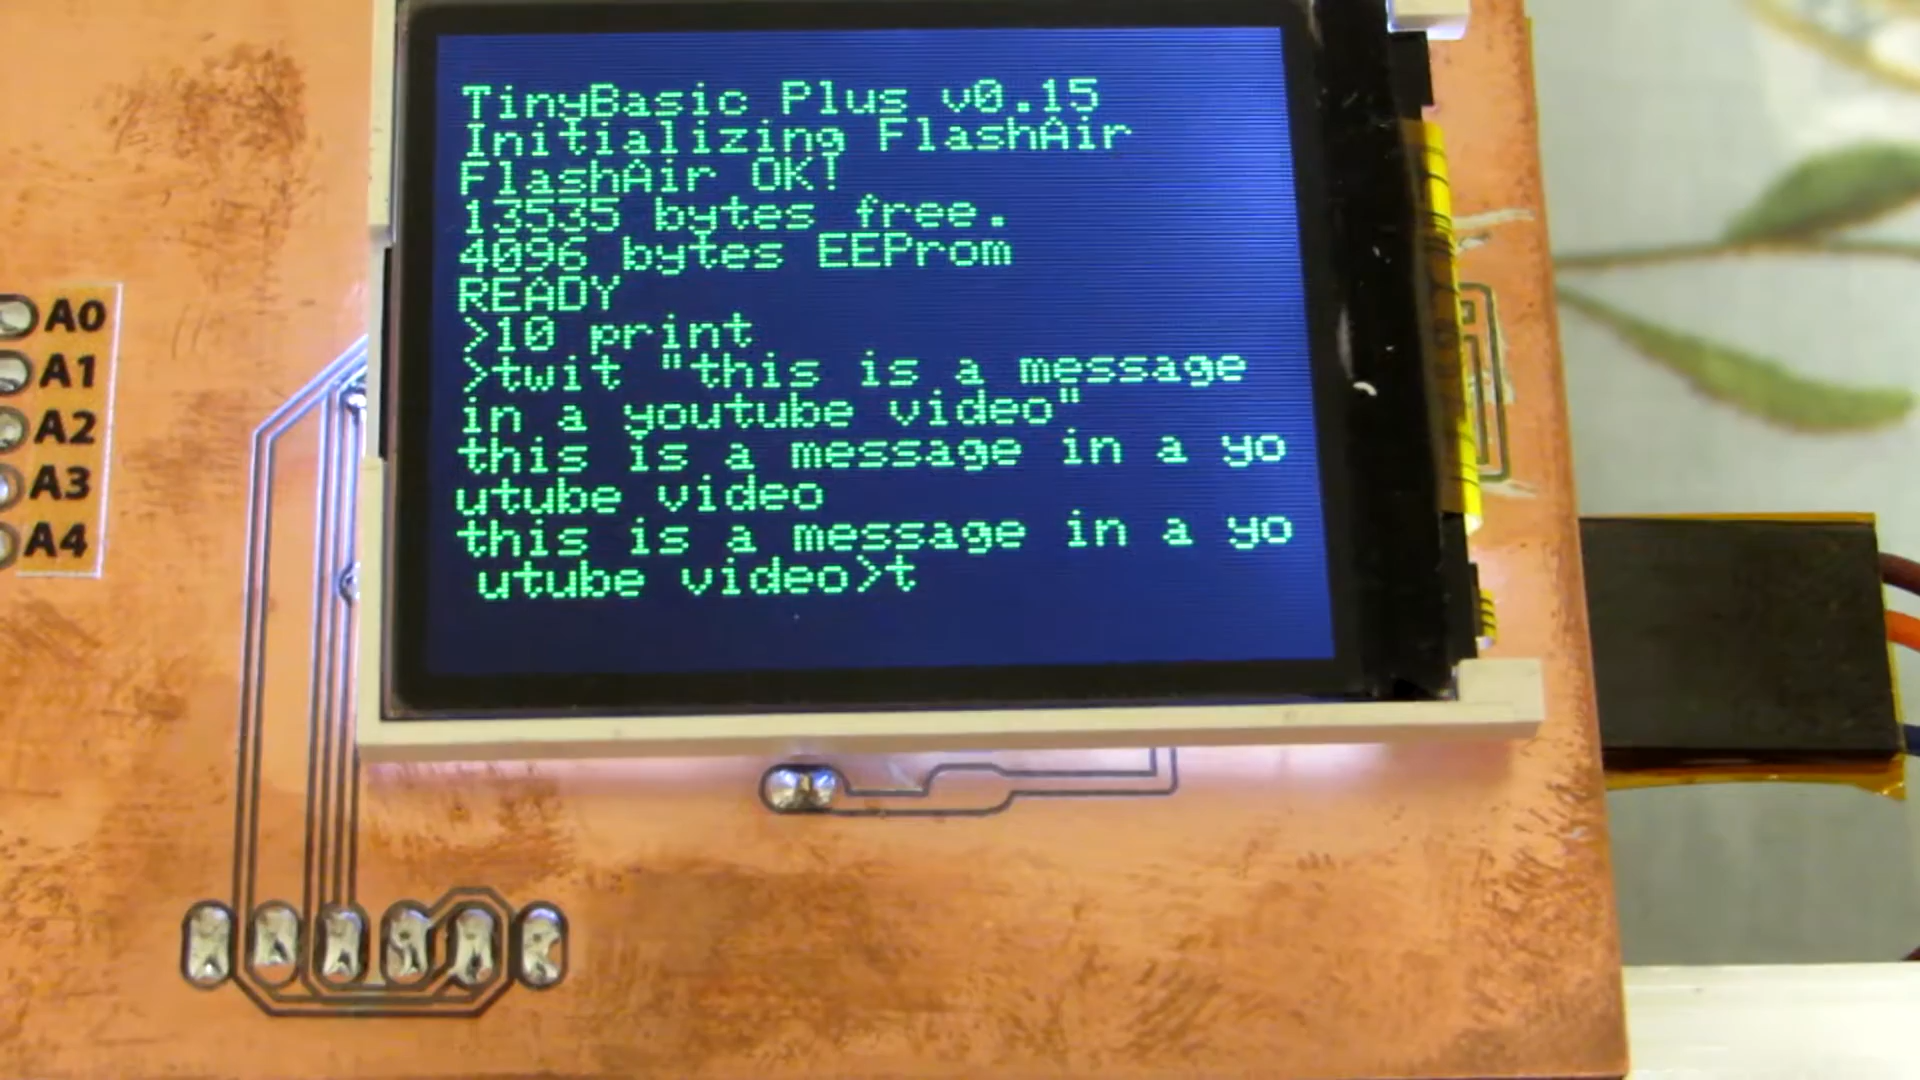 TinyBasic Plus v0.15
Initializing FlashAir
FlashAir OK!
13535 bytes free.
4096 bytes EEProm
READY
>10 print
>twit "this is a message
in a youtube video"
this is a message in a yo
utube video
this is a message in a yo
utube video>t
A0
A1
A2
A3
A4